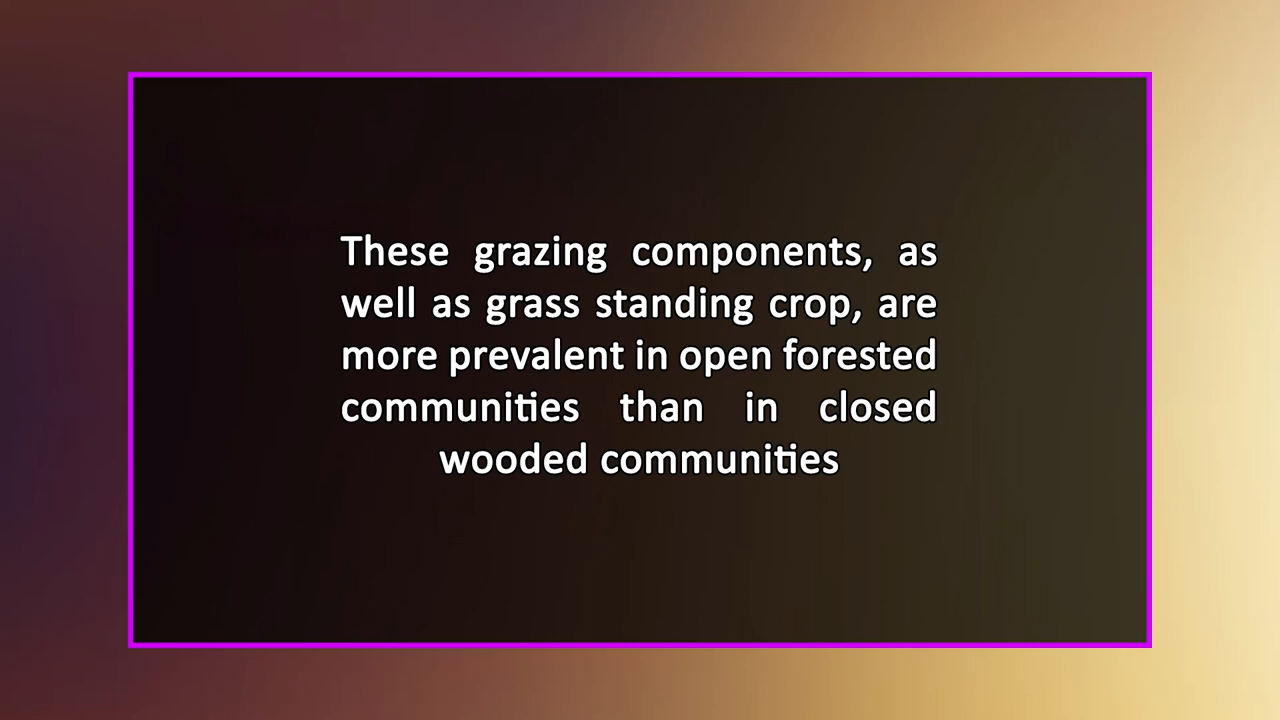 These grazing components, as
well as grass standing crop, are
more prevalent in open forested
communities than in closed
wooded communities